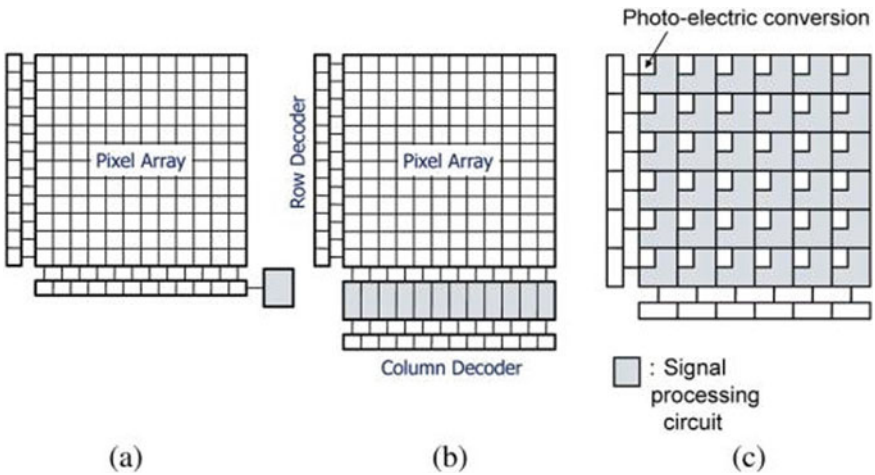 Photo-electric conversion
Pixel Array
Row Decoder
Pixel Array
Column Decoder
: Signal
processing
circuit
(a)
(b)
(c)